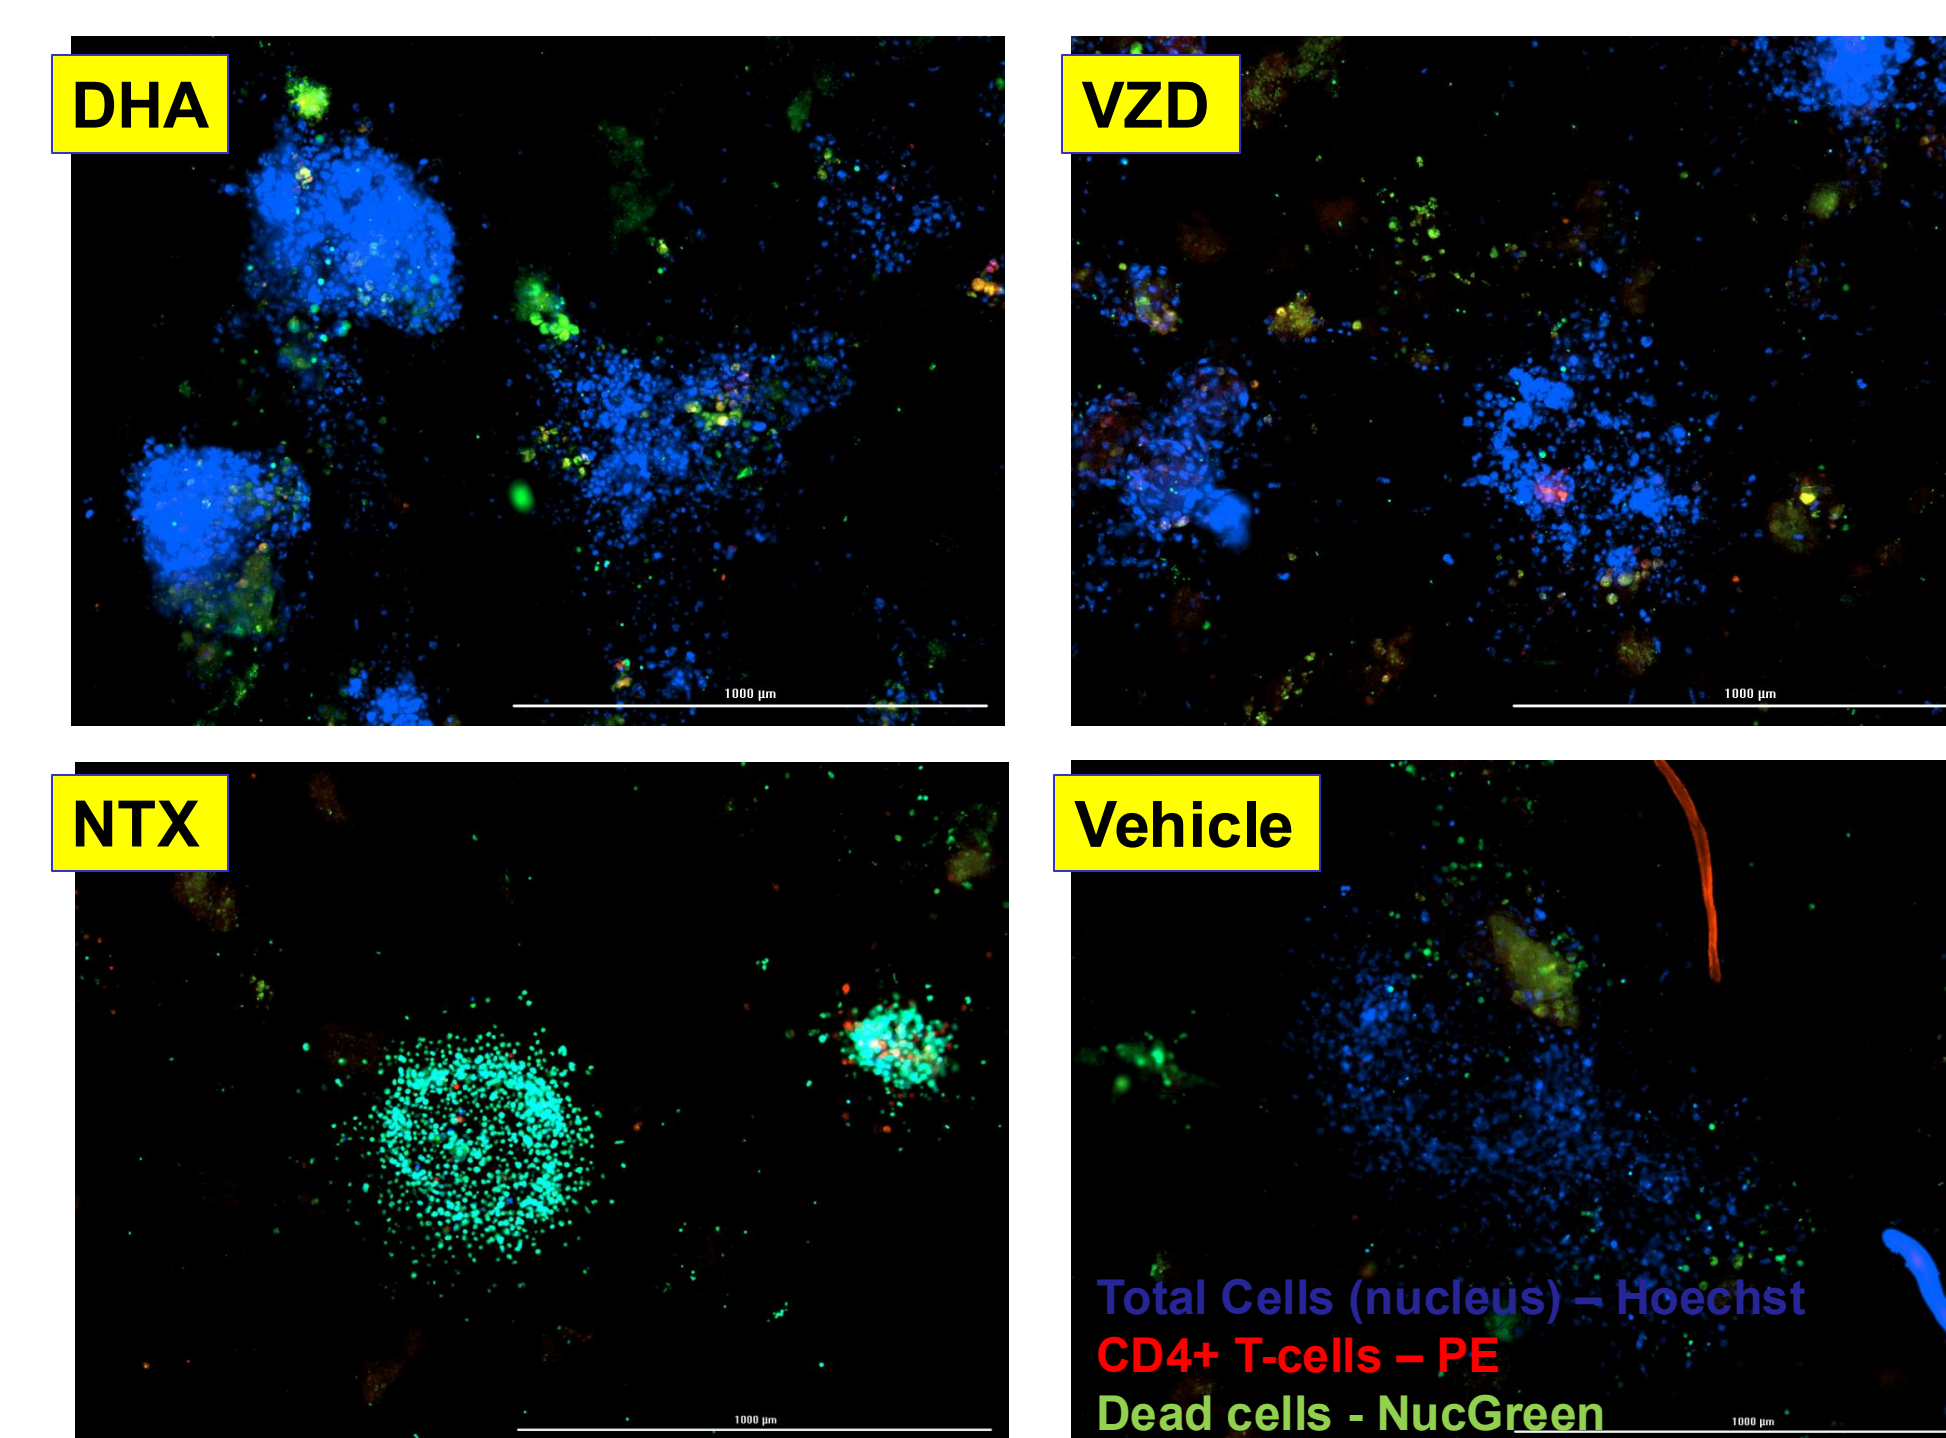 DHA
VZD
1000 µm
1000 µm
NTX
Vehicle
Total Cells (nucleus) – Hoechst
CD4+ T-cells – PE
Dead cells - NucGreen
1000 µm
1000 µm